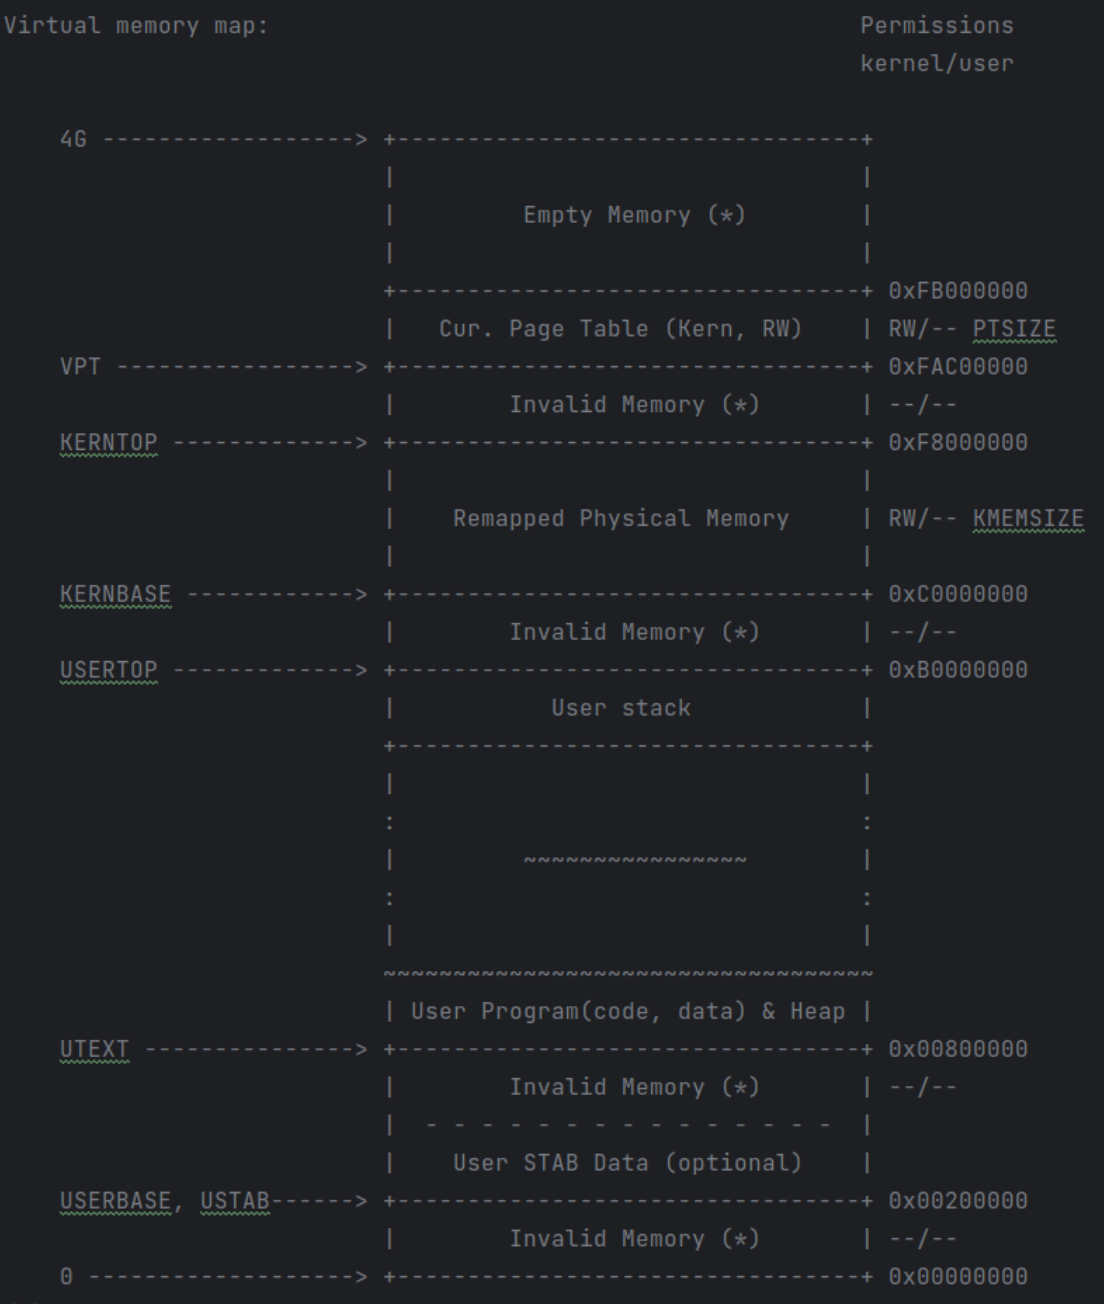 Virtual memory map:                                          Permissions
                                                             kernel/user

    4G ------------------> +---------------------------------+
                           |                                 |
                           |         Empty Memory (*)        |
                           |                                 |
                           +---------------------------------+ 0xFB000000
                           |   Cur. Page Table (Kern, RW)    | RW/-- PTSIZE
    VPT -----------------> +---------------------------------+ 0xFAC00000
                           |        Invalid Memory (*)       | --/--
    KERNTOP -------------> +---------------------------------+ 0xF8000000
                           |                                 |
                           |    Remapped Physical Memory     | RW/-- KMEMSIZE
                           |                                 |
    KERNBASE ------------> +---------------------------------+ 0xC0000000
                           |        Invalid Memory (*)       | --/--
    USERTOP -------------> +---------------------------------+ 0xB0000000
                           |           User stack            |
                           +---------------------------------+
                           |                                 |
                           :                                 :
                           |         ~~~~~~~~~~~~~~~~        |
                           :                                 :
                           |                                 |
                           ~~~~~~~~~~~~~~~~~~~~~~~~~~~~~~~~~~~
                           | User Program(code, data) & Heap |
    UTEXT ---------------> +---------------------------------+ 0x00800000
                           |        Invalid Memory (*)       | --/--
                           |  - - - - - - - - - - - - - - -  |
                           |    User STAB Data (optional)    |
    USERBASE, USTAB------> +---------------------------------+ 0x00200000
                           |        Invalid Memory (*)       | --/--
    0 -------------------> +---------------------------------+ 0x00000000